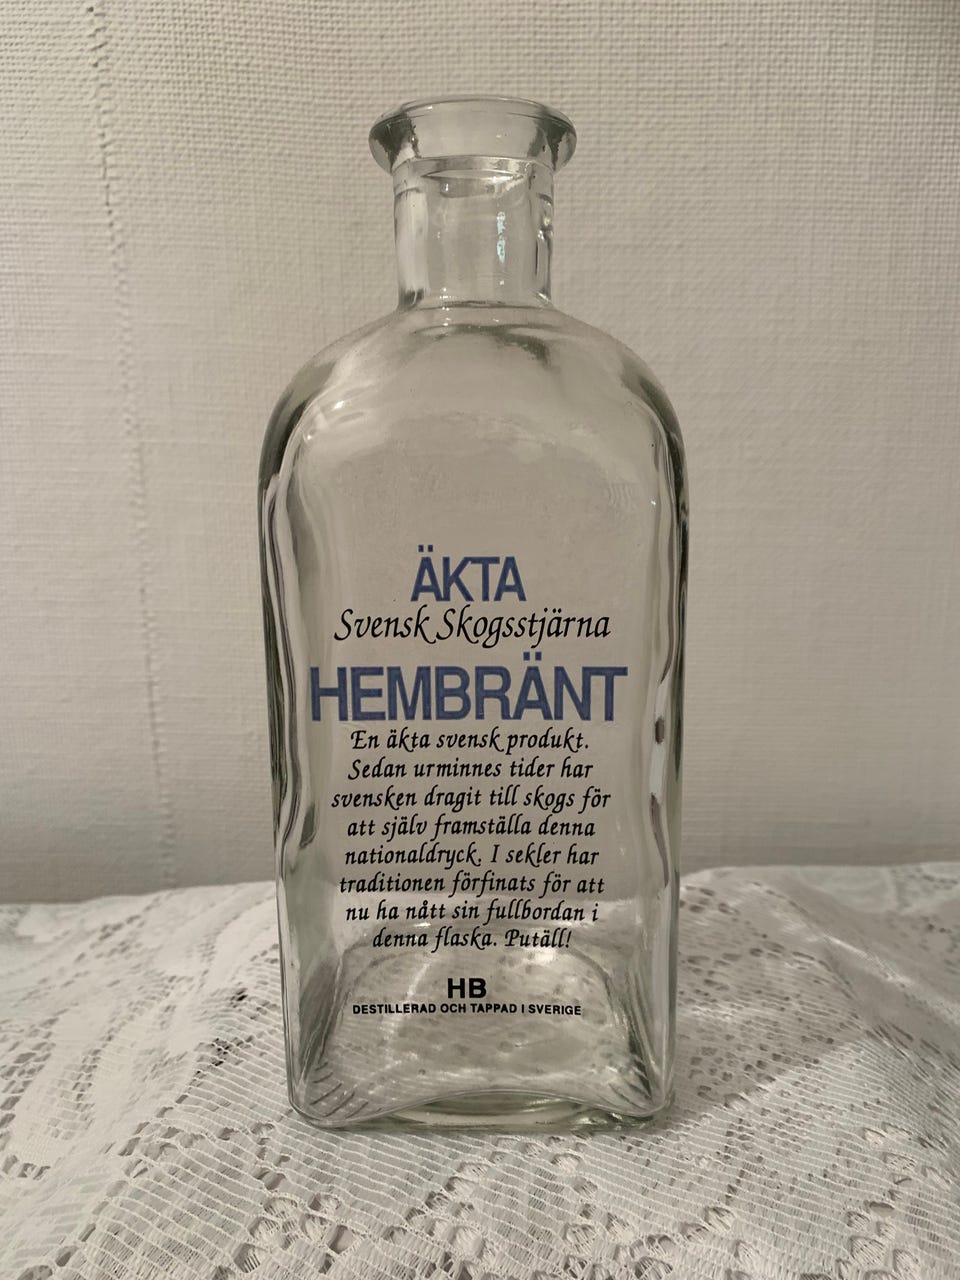 ÄKTA
Svensk Skogsstjärna
HEMBRÄNT
En äkta svensk produkt.
Sedan urminnes tider har
svensken dragit till skogs för
att själv framställa denna
nationaldryck. I sekler har
traditionen förfinats för att
nu ha nått sin fullbordan i
denna flaska. Putäll!
HB
DESTILLERAD OCH TAPPAD I SVERIGE